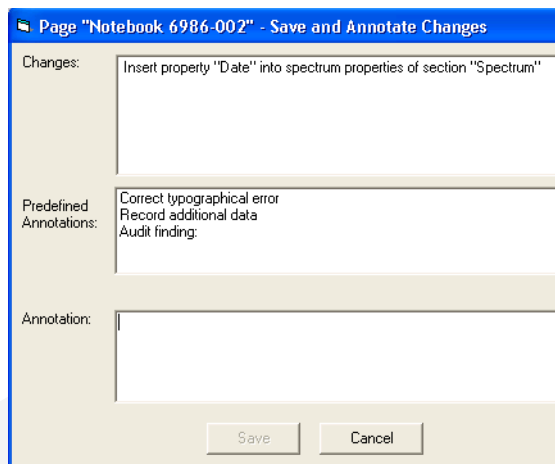 Page "Notebook 6986-002" - Save and Annotate Changes
Changes:
Insert property "Date" into spectrum properties of section "Spectrum"
Predefined
Annotations:
Correct typographical error
Record additional data
Audit finding:
Annotation:
Save
Cancel